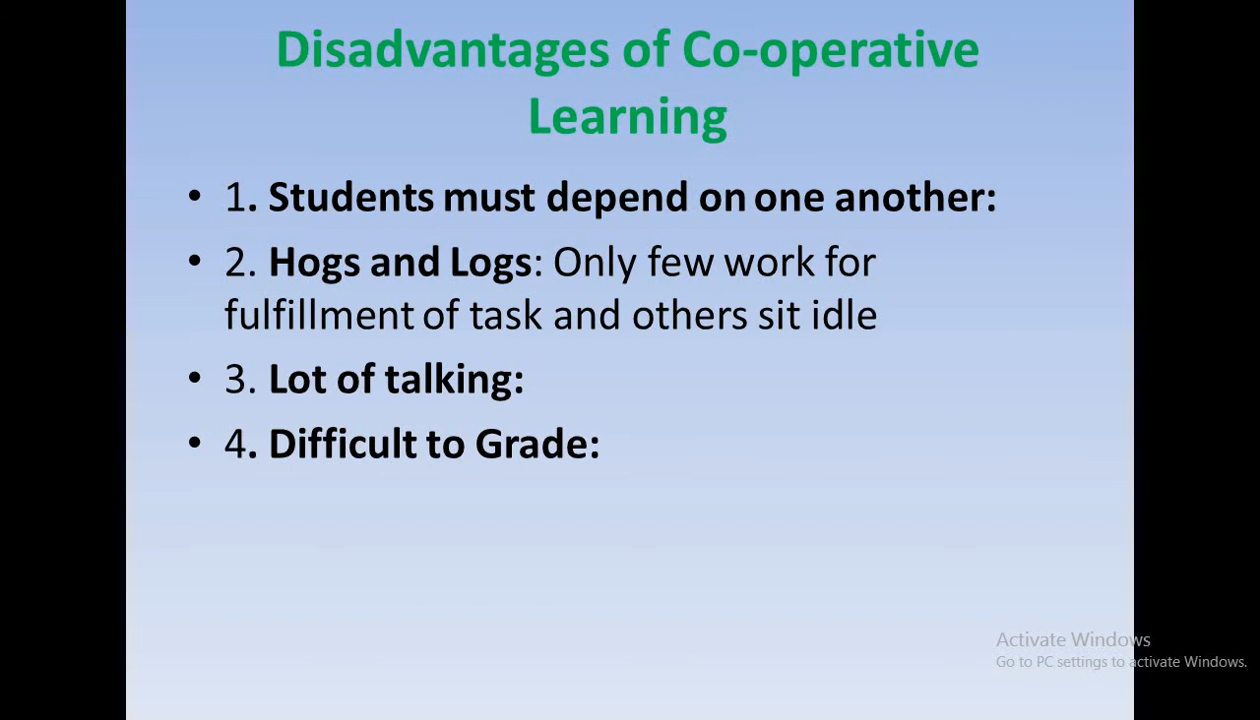 Disadvantages of Co-operative
Learning
• 1. Students must depend on one another:
• 2. Hogs and Logs: Only few work for
fulfillment of task and others sit idle
• 3. Lot of talking:
• 4. Difficult to Grade:
Activate Windows
Go to PC settings to activate Windows.